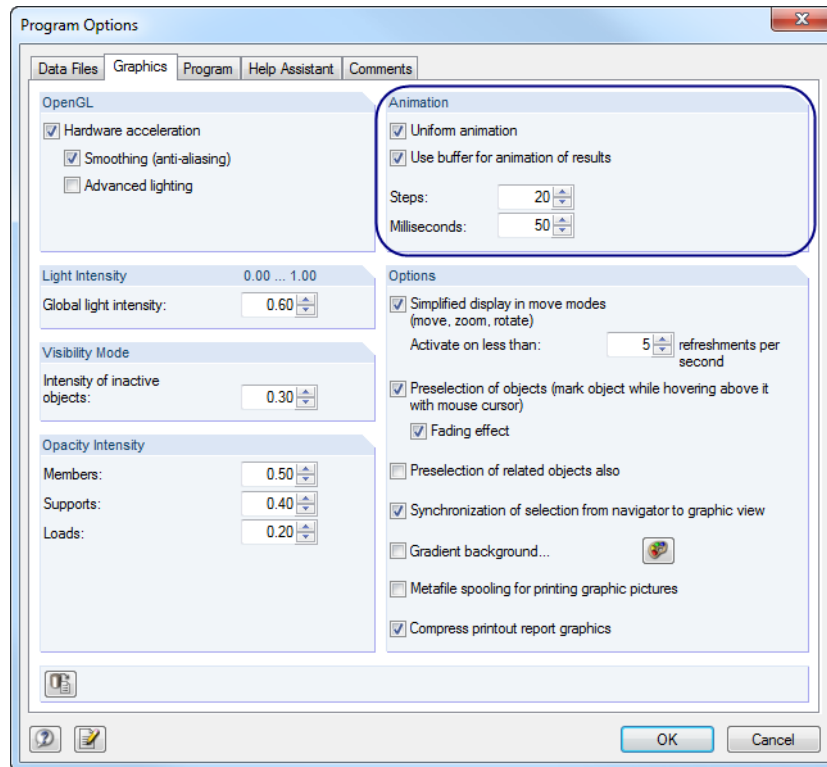 Program Options
Data Files Graphics Program Help Assistant Comments
OpenGL
Hardware acceleration
Smoothing (anti-aliasing)
Advanced lighting
Animation
Uniform animation
Use buffer for animation of results
Steps: 20
Milliseconds: 50
Light Intensity 0.00 ... 1.00
Global light intensity: 0.60
Visibility Mode
Intensity of inactive
objects: 0.30
Opacity Intensity
Members: 0.50
Supports: 0.40
Loads: 0.20
Options
Simplified display in move modes
(move, zoom, rotate)
Activate on less than: 5 refreshments per
second
Preselection of objects (mark object while hovering above it
with mouse cursor)
Fading effect
Preselection of related objects also
Synchronization of selection from navigator to graphic view
Gradient background...
Metafile spooling for printing graphic pictures
Compress printout report graphics
OK Cancel